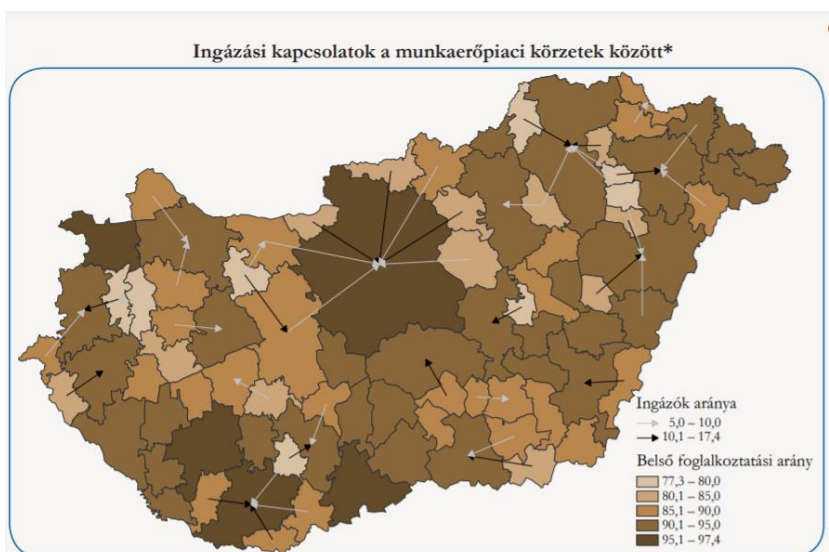 Ingázási kapcsolatok a munkaerőpiaci körzetek között*
Ingázók aránya
5,0 – 10,0
10,1 – 17,4
Belső foglalkoztatási arány
77,3 – 80,0
80,1 – 85,0
85,1 – 90,0
90,1 – 95,0
95,1 – 97,4